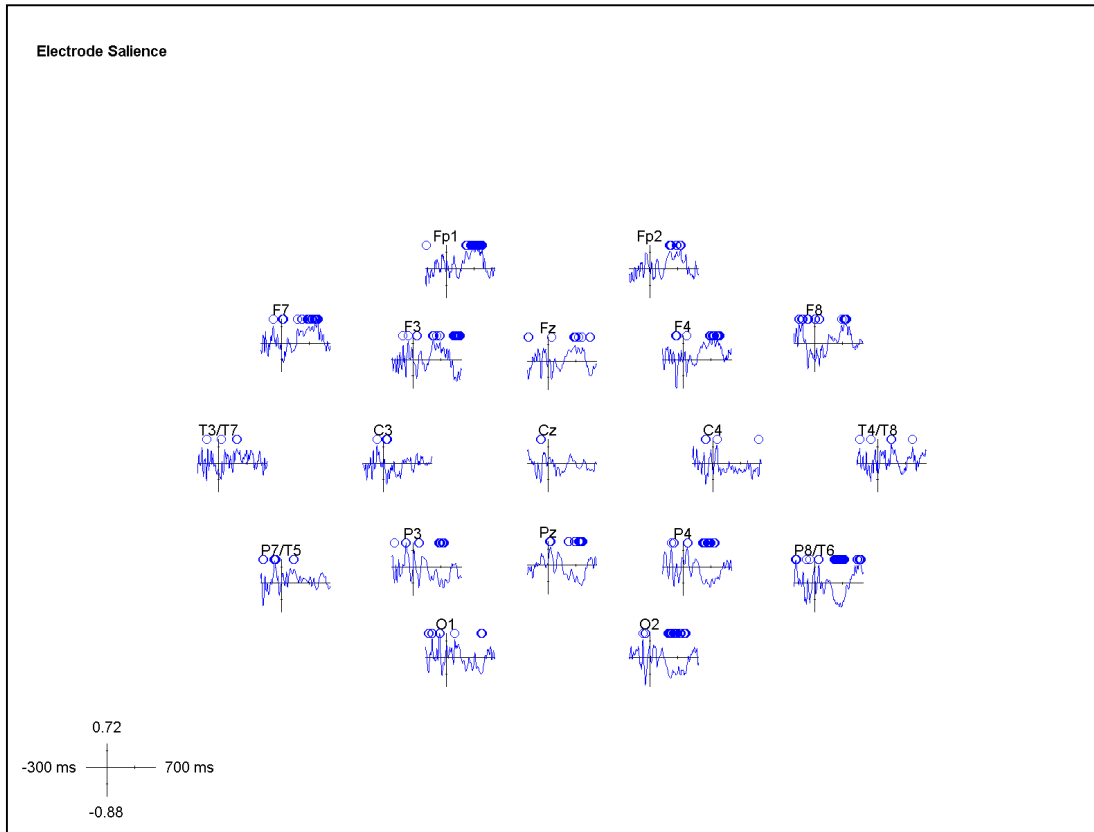 Electrode Salience
Fp1
Fp2
F7
F3
Fz
F4
F8
T3/T7
C3
Cz
C4
T4/T8
P7/T5
P3
Pz
P4
P8/T6
O1
O2
0.72
-300 ms
700 ms
-0.88